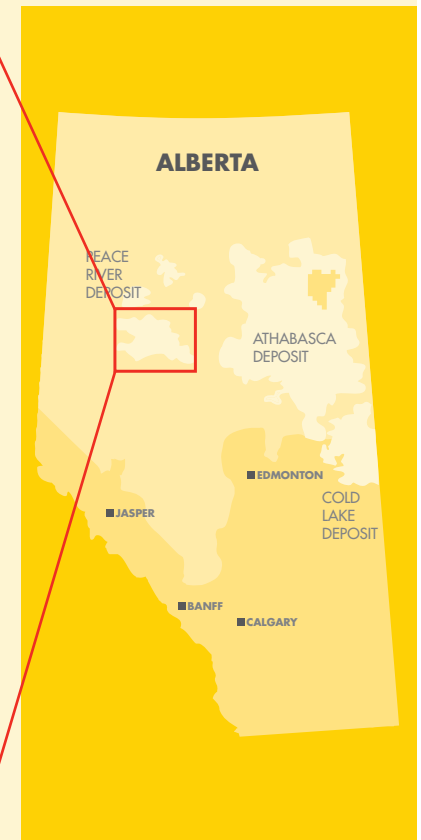 ALBERTA
PEACE
RIVER
DEPOSIT
ATHABASCA
DEPOSIT
EDMONTON
COLD
LAKE
DEPOSIT
JASPER
BANFF
CALGARY